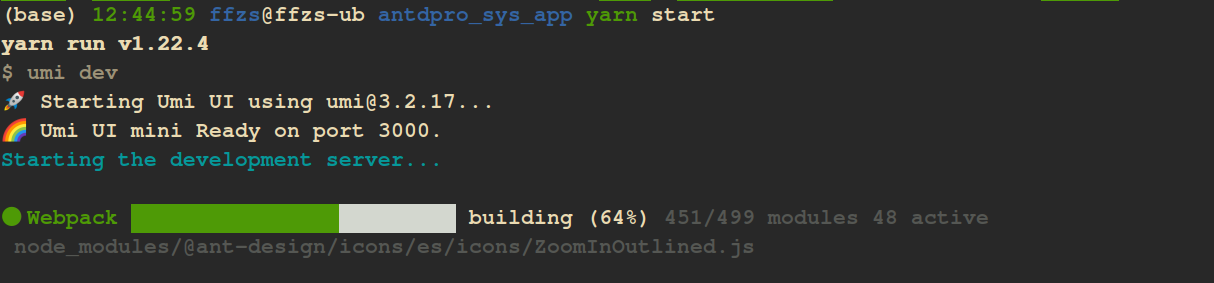 (base) 12:44:59 ffzs@ffzs-ub antdpro_sys_app yarn start
yarn run v1.22.4
$ umi dev
🚀 Starting Umi UI using umi@3.2.17...
🌈 Umi UI mini Ready on port 3000.
Starting the development server...
● Webpack building (64%) 451/499 modules 48 active
node_modules/@ant-design/icons/es/icons/ZoomInOutlined.js